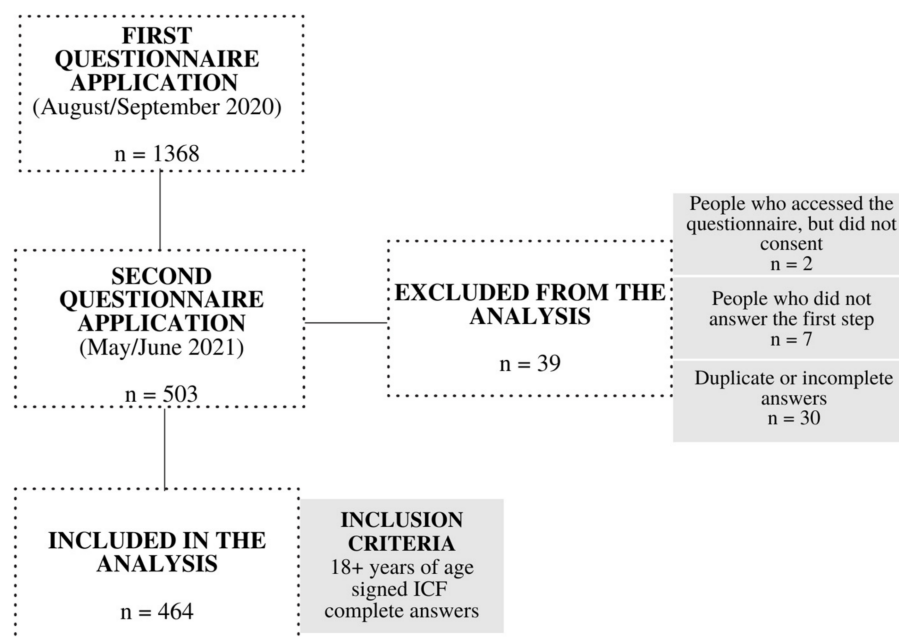 FIRST
QUESTIONNAIRE
APPLICATION
(August/September 2020)
n = 1368
SECOND
QUESTIONNAIRE
APPLICATION
(May/June 2021)
n = 503
EXCLUDED FROM THE
ANALYSIS
n = 39
People who accessed the
questionnaire, but did not
consent
n = 2
People who did not
answer the first step
n = 7
Duplicate or incomplete
answers
n = 30
INCLUDED IN THE
ANALYSIS
n = 464
INCLUSION
CRITERIA
18+ years of age
signed ICF
complete answers